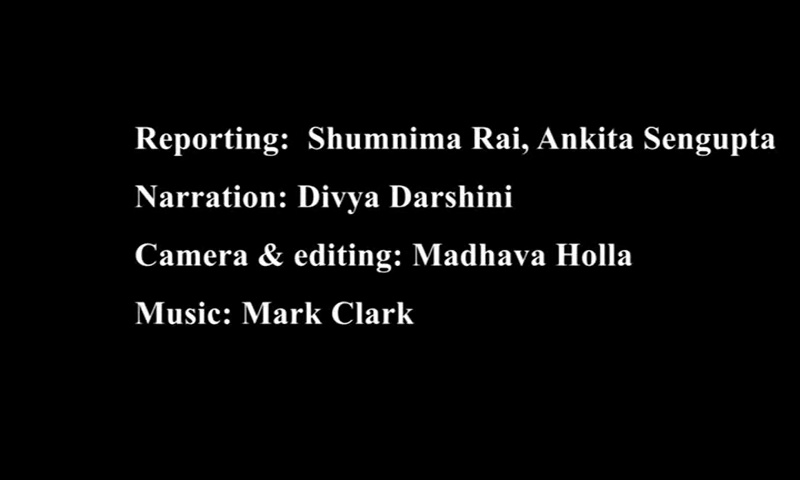 Reporting:  Shumnima Rai, Ankita Sengupta
Narration: Divya Darshini
Camera & editing: Madhava Holla
Music: Mark Clark